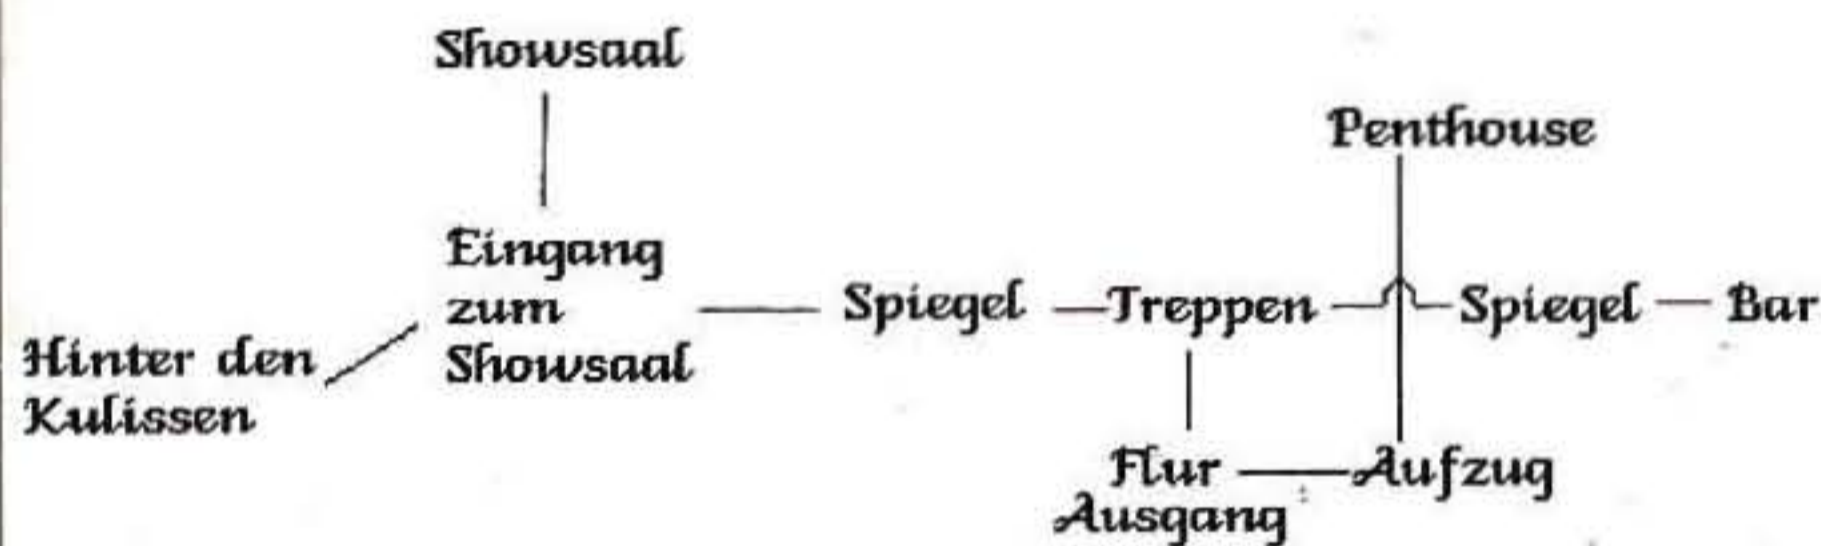 Showsaal
Penthouse
Eingang
zum
Showsaal
Spiegel
Treppen
Spiegel
Bar
Hinter den
Kulissen
Flur
Ausgang
Aufzug